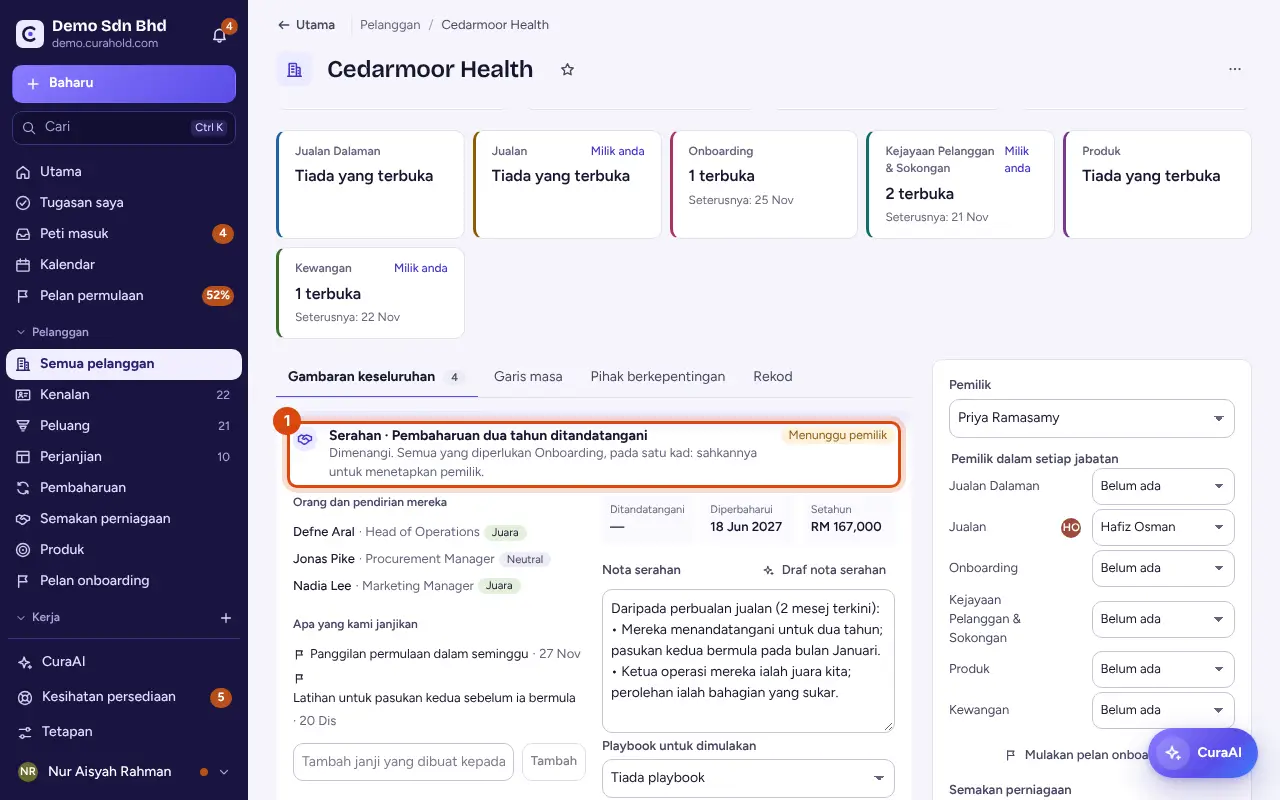 Demo Sdn Bhd
demo.curahold.com
4
Baharu
Cari
Ctrl K
Utama
Tugasan saya
Peti masuk
4
Kalendar
Pelan permulaan
52%
Pelanggan
Semua pelanggan
Kenalan
22
Peluang
21
Perjanjian
10
Pembaharuan
Semakan perniagaan
Produk
Pelan onboarding
Kerja
CuraAI
Kesihatan persediaan
5
Tetapan
NR
Nur Aisyah Rahman
Utama
Pelanggan / Cedarmoor Health
Cedarmoor Health
Jualan Dalaman
Tiada yang terbuka
Jualan
Milik anda
Tiada yang terbuka
Onboarding
1 terbuka
Seterusnya: 25 Nov
Kejayaan Pelanggan
& Sokongan
Milik
anda
2 terbuka
Seterusnya: 21 Nov
Produk
Tiada yang terbuka
Kewangan
Milik anda
1 terbuka
Seterusnya: 22 Nov
Gambaran keseluruhan 4
Garis masa
Pihak berkepentingan
Rekod
1
Serahan · Pembaharuan dua tahun ditandatangani
Menunggu pemilik
Dimenangi. Semua yang diperlukan Onboarding, pada satu kad: sahkannya
untuk menetapkan pemilik.
Orang dan pendirian mereka
Defne Aral · Head of Operations Juara
Jonas Pike · Procurement Manager Neutral
Nadia Lee · Marketing Manager Juara
Apa yang kami janjikan
Panggilan permulaan dalam seminggu · 27 Nov
Latihan untuk pasukan kedua sebelum ia bermula
· 20 Dis
Tambah janji yang dibuat kepada
Tambah
Ditandatangani
—
Diperbaharui
18 Jun 2027
Setahun
RM 167,000
Nota serahan
Draf nota serahan
Daripada perbualan jualan (2 mesej terkini):
• Mereka menandatangani untuk dua tahun;
pasukan kedua bermula pada bulan Januari.
• Ketua operasi mereka ialah juara kita;
perolehan ialah bahagian yang sukar.
Playbook untuk dimulakan
Tiada playbook
Pemilik
Priya Ramasamy
Pemilik dalam setiap jabatan
Jualan Dalaman
Belum ada
Jualan
HO
Hafiz Osman
Onboarding
Belum ada
Kejayaan
Pelanggan &
Sokongan
Belum ada
Produk
Belum ada
Kewangan
Belum ada
Mulakan pelan onboa
CuraAI
Semakan perniagaan